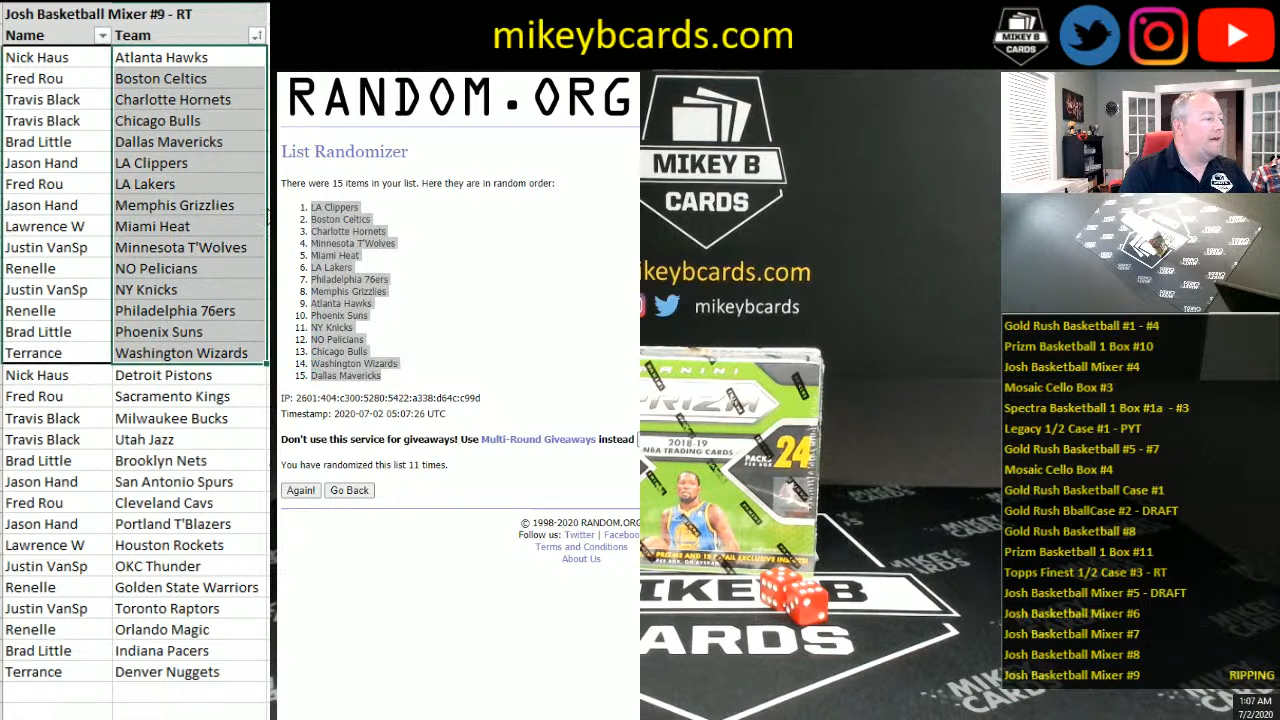 Josh Basketball Mixer #9 - RT
Name Team
Nick Haus Atlanta Hawks
Fred Rou Boston Celtics
Travis Black Charlotte Hornets
Travis Black Chicago Bulls
Brad Little Dallas Mavericks
Jason Hand LA Clippers
Fred Rou LA Lakers
Jason Hand Memphis Grizzlies
Lawrence W Miami Heat
Justin VanSp Minnesota T'Wolves
Renelle NO Pelicians
Justin VanSp NY Knicks
Renelle Philadelphia 76ers
Brad Little Phoenix Suns
Terrance Washington Wizards
Nick Haus Detroit Pistons
Fred Rou Sacramento Kings
Travis Black Milwaukee Bucks
Travis Black Utah Jazz
Brad Little Brooklyn Nets
Jason Hand San Antonio Spurs
Fred Rou Cleveland Cavs
Jason Hand Portland T'Blazers
Lawrence W Houston Rockets
Justin VanSp OKC Thunder
Renelle Golden State Warriors
Justin VanSp Toronto Raptors
Renelle Orlando Magic
Brad Little Indiana Pacers
Terrance Denver Nuggets
mikeybcards.com
MIKEY B
CARDS
RANDOM.ORG
List Randomizer
There were 15 items in your list. Here they are in random order:
1. LA Clippers
2. Boston Celtics
3. Charlotte Hornets
4. Minnesota T'Wolves
5. Miami Heat
6. LA Lakers
7. Philadelphia 76ers
8. Memphis Grizzlies
9. Atlanta Hawks
10. Phoenix Suns
11. NY Knicks
12. NO Pelicians
13. Chicago Bulls
14. Washington Wizards
15. Dallas Mavericks
IP: 2601:404:c300:5280:5422:a338:d64c:c99d
Timestamp: 2020-07-02 05:07:26 UTC
Don't use this service for giveaways! Use Multi-Round Giveaways instead
You have randomized this list 11 times.
Again! Go Back
© 1998-2020 RANDOM.ORG
Follow us: Twitter | Faceboo
Terms and Conditions
About Us
MIKEY B
CARDS
ikeybcards.com
mikeybcards
PANINI
PRIZM
2018-19
NBA TRADING CARDS
24
PACKS
PER BOX
IKEY B
CARDS
MIKEY
CARDS
Gold Rush Basketball #1 - #4
Prizm Basketball 1 Box #10
Josh Basketball Mixer #4
Mosaic Cello Box #3
Spectra Basketball 1 Box #1a - #3
Legacy 1/2 Case #1 - PYT
Gold Rush Basketball #5 - #7
Mosaic Cello Box #4
Gold Rush Basketball Case #1
Gold Rush BballCase #2 - DRAFT
Gold Rush Basketball #8
Prizm Basketball 1 Box #11
Topps Finest 1/2 Case #3 - RT
Josh Basketball Mixer #5 - DRAFT
Josh Basketball Mixer #6
Josh Basketball Mixer #7
Josh Basketball Mixer #8
Josh Basketball Mixer #9 RIPPING
1:07 AM
7/2/2020